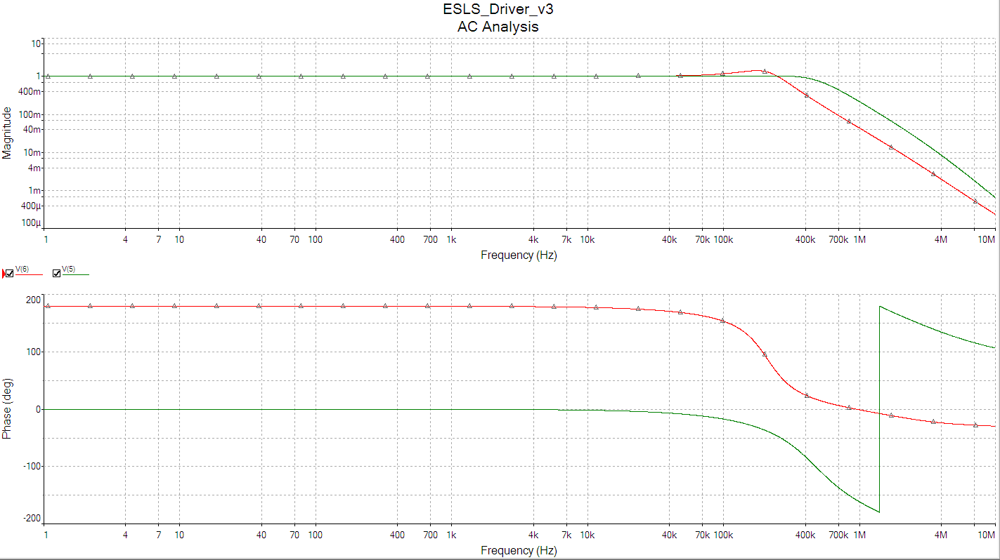 ESLS_Driver_v3
AC Analysis
10
1
400m
100m
40m
10m
4m
1m
400µ
100µ
Magnitude
1 4 7 10 40 70 100 400 700 1k 4k 7k 10k 40k 70k 100k 400k 700k 1M 4M 10M
Frequency (Hz)
V(6) V(5)
200
100
0
-100
-200
Phase (deg)
1 4 7 10 40 70 100 400 700 1k 4k 7k 10k 40k 70k 100k 400k 700k 1M 4M 10M
Frequency (Hz)